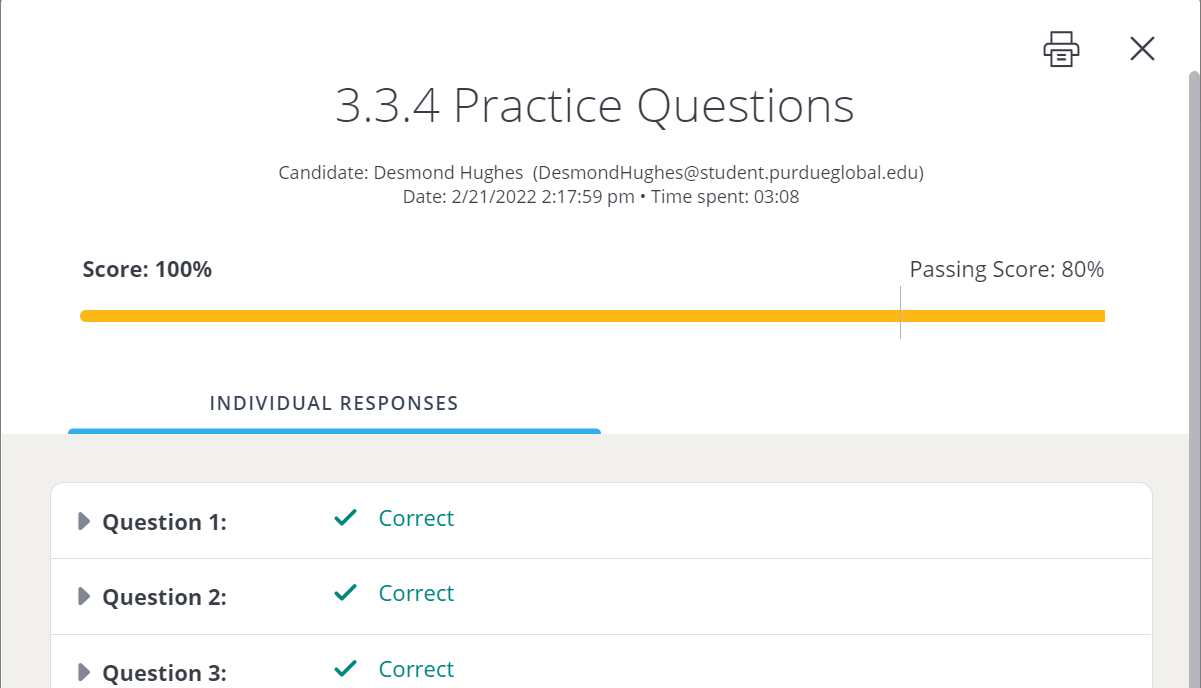 3.3.4 Practice Questions
Candidate: Desmond Hughes (DesmondHughes@student.purdueglobal.edu)
Date: 2/21/2022 2:17:59 pm • Time spent: 03:08
Score: 100%
Passing Score: 80%
INDIVIDUAL RESPONSES
Question 1: Correct
Question 2: Correct
Question 3: Correct